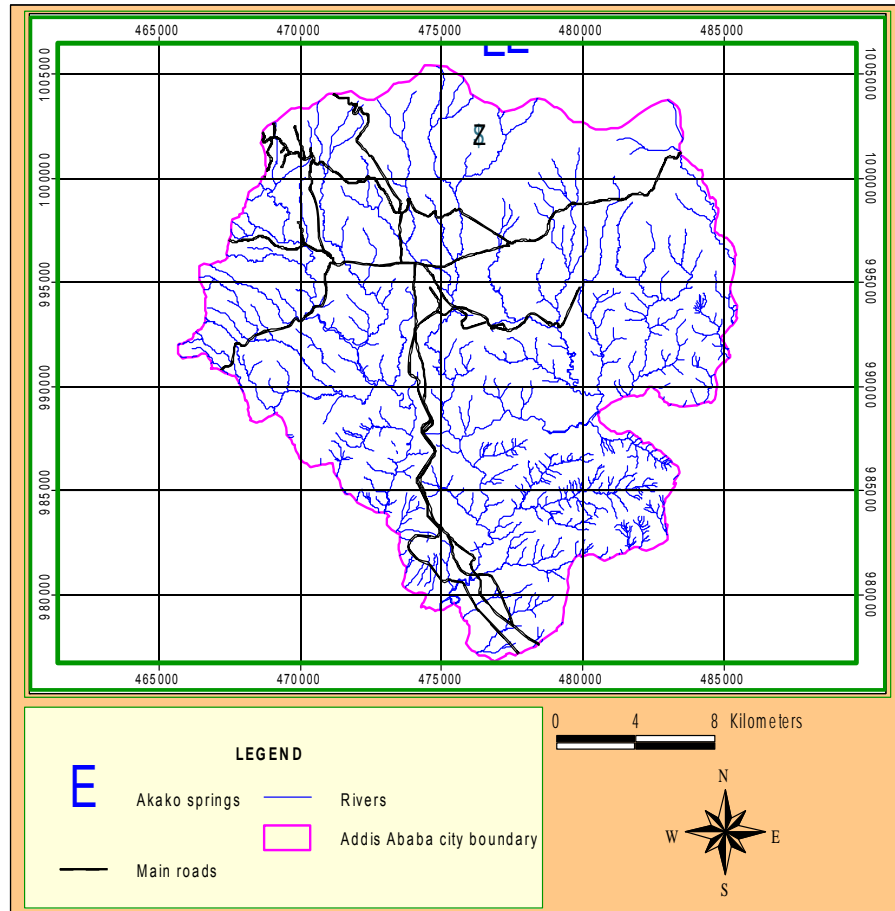 465000 470000 475000 480000 485000
E E
1005000 1005000
Z
1000000 1000000
995000 995000
990000 990000
985000 985000
980000 980000
465000 470000 475000 480000 485000
0 4 8 Kilometers
LEGEND
E Akako springs Rivers
Addis Ababa city boundary
Main roads
N
W E
S